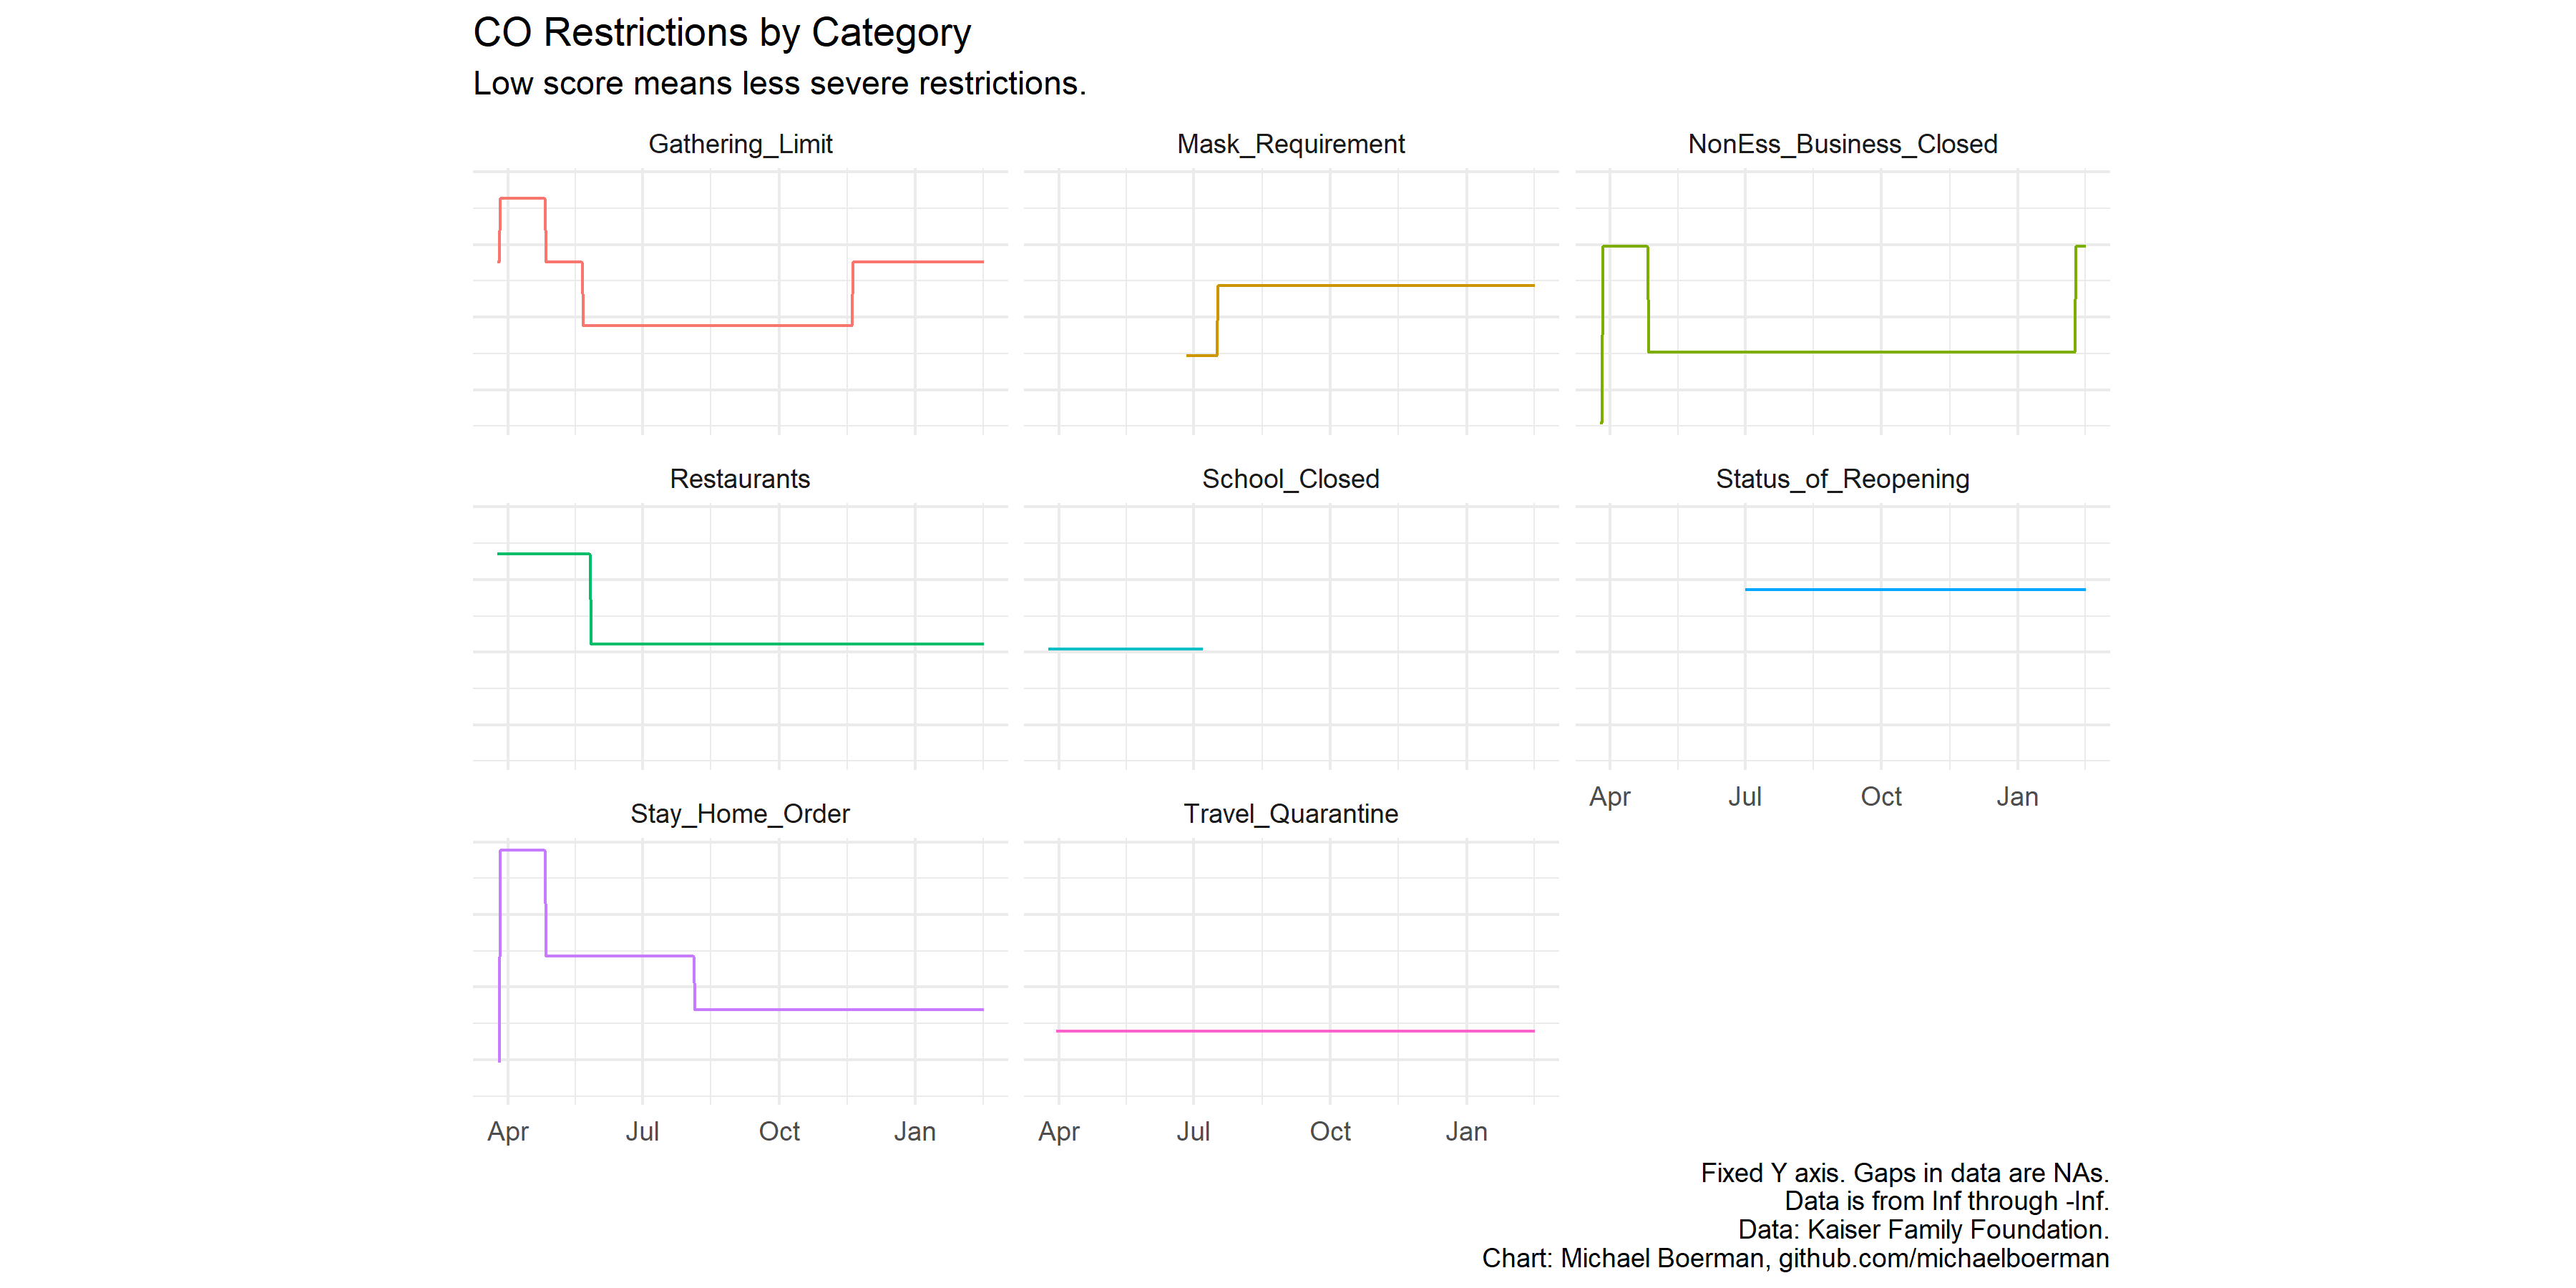 CO Restrictions by Category
Low score means less severe restrictions.
Gathering_Limit
Mask_Requirement
NonEss_Business_Closed
Restaurants
School_Closed
Status_of_Reopening
Apr Jul Oct Jan
Stay_Home_Order
Travel_Quarantine
Apr Jul Oct Jan
Apr Jul Oct Jan
Fixed Y axis. Gaps in data are NAs.
Data is from Inf through -Inf.
Data: Kaiser Family Foundation.
Chart: Michael Boerman, github.com/michaelboerman